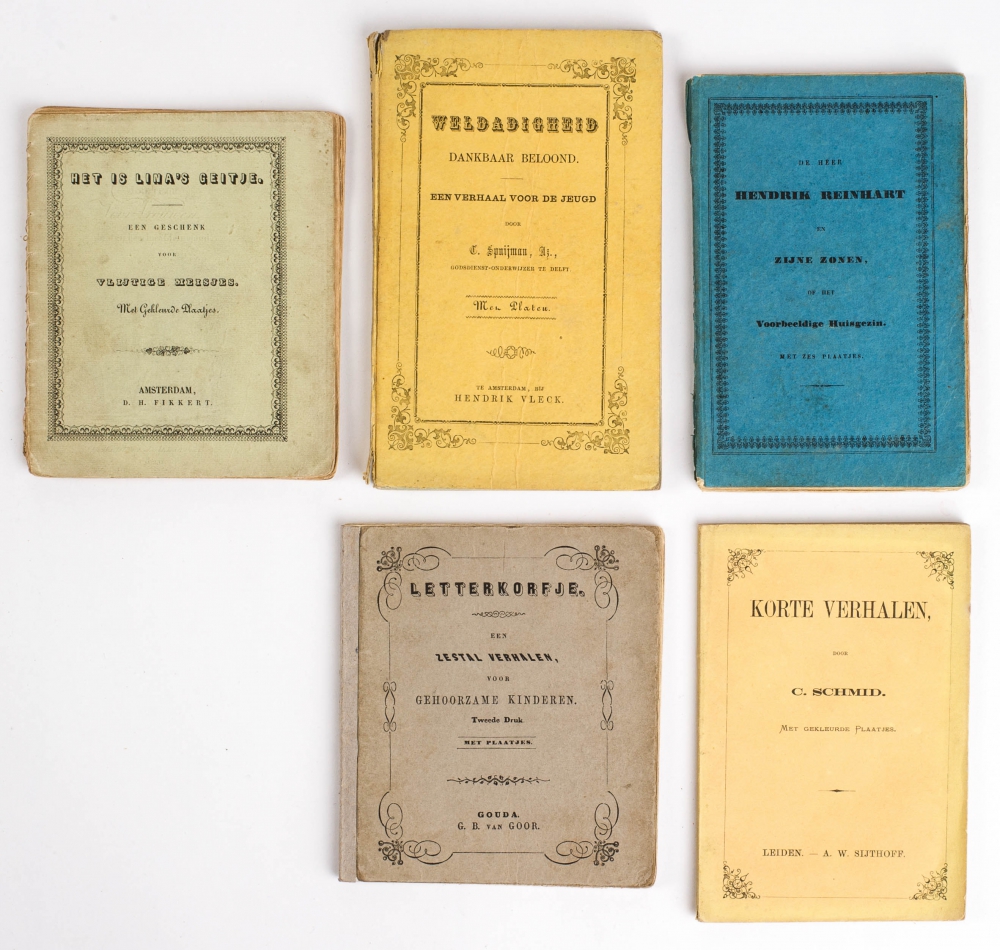 HET IS LINA'S GEITJE.
EEN GESCHENK
VOOR
VLIJTIGE MEISJES.
Met Gekleurde Plaatjes.
AMSTERDAM,
D. H. FIKKERT.
WELDADIGHEID
DANKBAAR BELOOND.
EEN VERHAAL VOOR DE JEUGD
DOOR
C. Spuijman, Az.,
GODSDIENST-ONDERWIJZER TE DELFT.
Met Platen.
TE AMSTERDAM, BIJ
HENDRIK VLECK.
DE HEER
HENDRIK REINHART
EN
ZIJNE ZONEN,
OF HET
Voorbeeldige Huisgezin.
MET ZES PLAATJES.
LETTERKORFJE.
EEN
ZESTAL VERHALEN,
VOOR
GEHOORZAME KINDEREN.
Tweede Druk
MET PLAATJES.
GOUDA.
G. B. VAN GOOR.
KORTE VERHALEN,
DOOR
C. SCHMID.
MET GEKLEURDE PLAATJES.
LEIDEN. — A. W. SIJTHOFF.